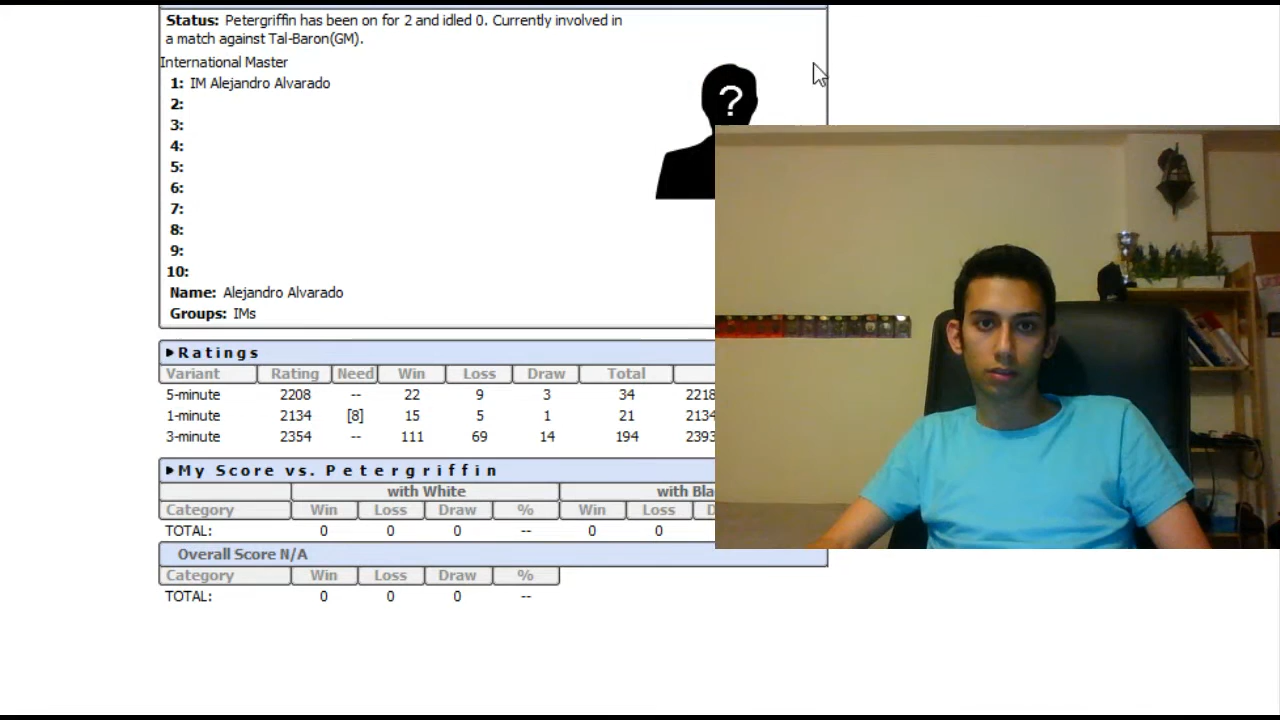 Status: Petergriffin has been on for 2 and idled 0. Currently involved in
a match against Tal-Baron(GM).
International Master
1: IM Alejandro Alvarado
2:
3:
4:
5:
6:
7:
8:
9:
10:
Name: Alejandro Alvarado
Groups: IMs
?
Ratings
Variant Rating Need Win Loss Draw Total
5-minute 2208 -- 22 9 3 34 2218
1-minute 2134 [8] 15 5 1 21 2134
3-minute 2354 -- 111 69 14 194 2393
My Score vs. Petergriffin
with White with Bla
Category Win Loss Draw % Win Loss D
TOTAL: 0 0 0 -- 0 0
Overall Score N/A
Category Win Loss Draw %
TOTAL: 0 0 0 --